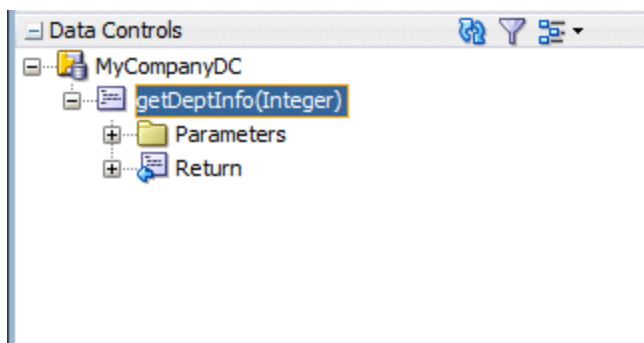 Data Controls
MyCompanyDC
getDeptInfo(Integer)
Parameters
Return